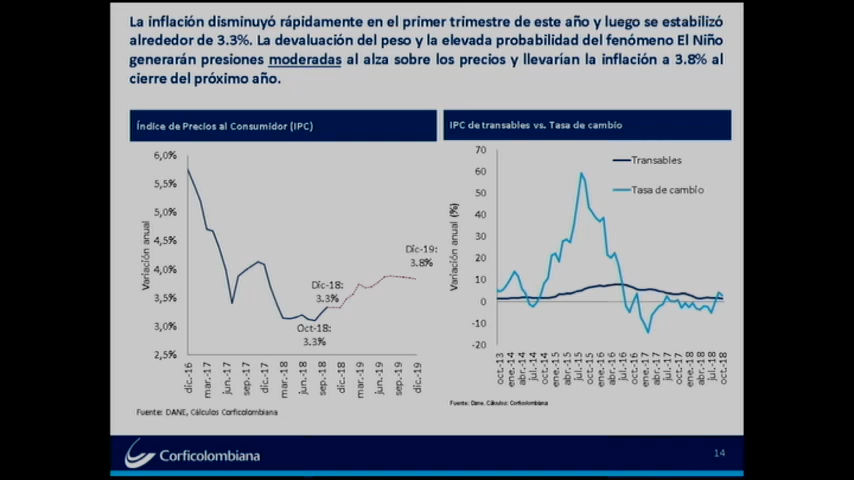 La inflación disminuyó rápidamente en el primer trimestre de este año y luego se estabilizó
alrededor de 3.3%. La devaluación del peso y la elevada probabilidad del fenómeno El Niño
generarán presiones moderadas al alza sobre los precios y llevarían la inflación a 3.8% al
cierre del próximo año.
Índice de Precios al Consumidor (IPC)
6,0%
5,5%
5,0%
4,5%
4,0%
3,5%
3,0%
2,5%
Variación anual
Dic-19:
3.8%
Dic-18:
3.3%
Oct-18:
3.3%
dic.-16
mar.-17
jun.-17
sep.-17
dic.-17
mar.-18
jun.-18
sep.-18
dic.-18
mar.-19
jun.-19
sep.-19
dic.-19
Fuente: DANE, Cálculos Corficolombiana
IPC de transables vs. Tasa de cambio
70
60
50
40
30
20
10
0
-10
-20
Variación anual (%)
Transables
Tasa de cambio
oct.-13
ene.-14
abr.-14
jul.-14
oct.-14
ene.-15
abr.-15
jul.-15
oct.-15
ene.-16
abr.-16
jul.-16
oct.-16
ene.-17
abr.-17
jul.-17
oct.-17
ene.-18
abr.-18
jul.-18
oct.-18
Fuente: Dane. Cálculos: Corficolombiana
Corficolombiana
14